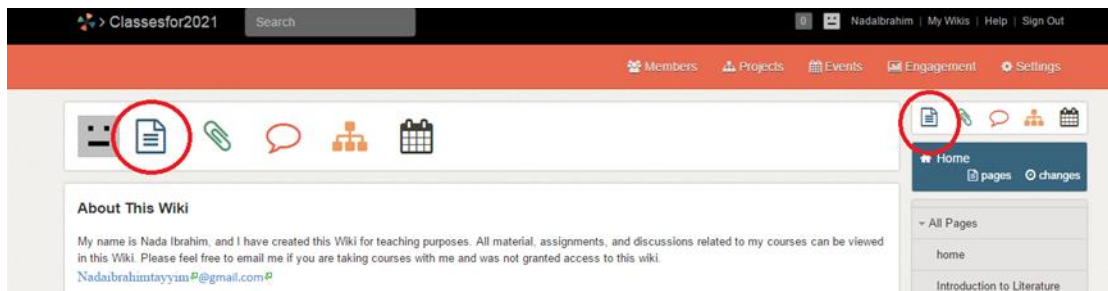 > Classesfor2021
Search
0 NadaIbrahim | My Wikis | Help | Sign Out
Members Projects Events Engagement Settings
Home
pages changes
About This Wiki
My name is Nada Ibrahim, and I have created this Wiki for teaching purposes. All material, assignments, and discussions related to my courses can be viewed
in this Wiki. Please feel free to email me if you are taking courses with me and was not granted access to this wiki.
Nadaibrahimtayyim@gmail.com
All Pages
home
Introduction to Literature